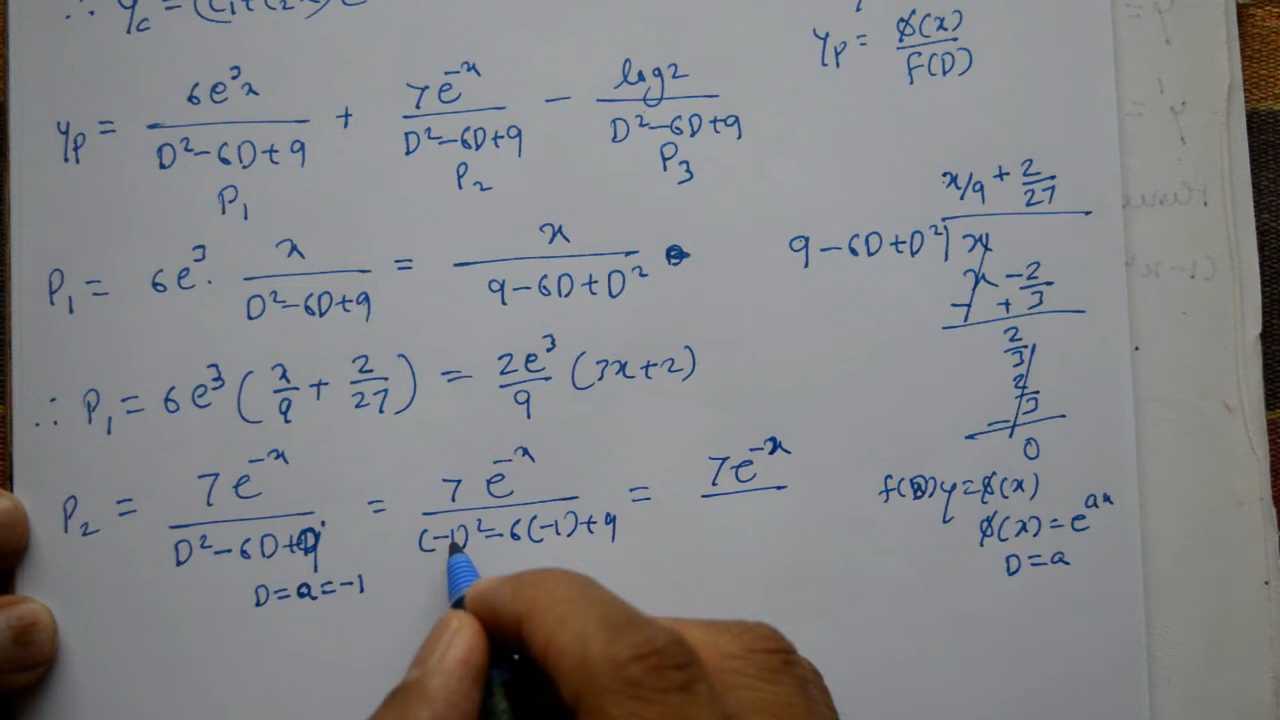 ∴ y_c = (c₁+c₂x)e
y_p = φ(x)/f(D)
y_p = 6e³x/(D²-6D+9) + 7e^{-x}/(D²-6D+9) - log2/(D²-6D+9)
P₁ P₂ P₃
P₁ = 6e³. x/(D²-6D+9) = x/(9-6D+D²)
x/9 + 2/27
9-6D+D²) x
x - 2/3
- +
2/3
2/3
-
0
∴ P₁ = 6e³(x/9 + 2/27) = 2e³/9 (3x+2)
P₂ = 7e^{-x}/(D²-6D+9) = 7e^{-x}/((-1)²-6(-1)+9) = 7e^{-x}
D=a=-1
f(D)y=φ(x)
φ(x)=e^{ax}
D=a